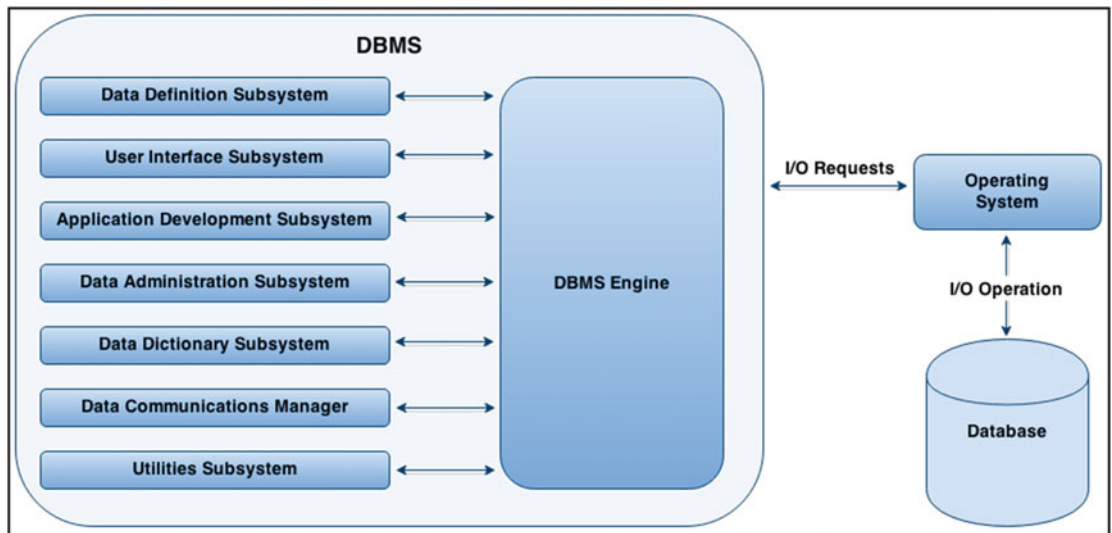 DBMS
Data Definition Subsystem
User Interface Subsystem
Application Development Subsystem
Data Administration Subsystem
Data Dictionary Subsystem
Data Communications Manager
Utilities Subsystem
DBMS Engine
I/O Requests
Operating
System
I/O Operation
Database